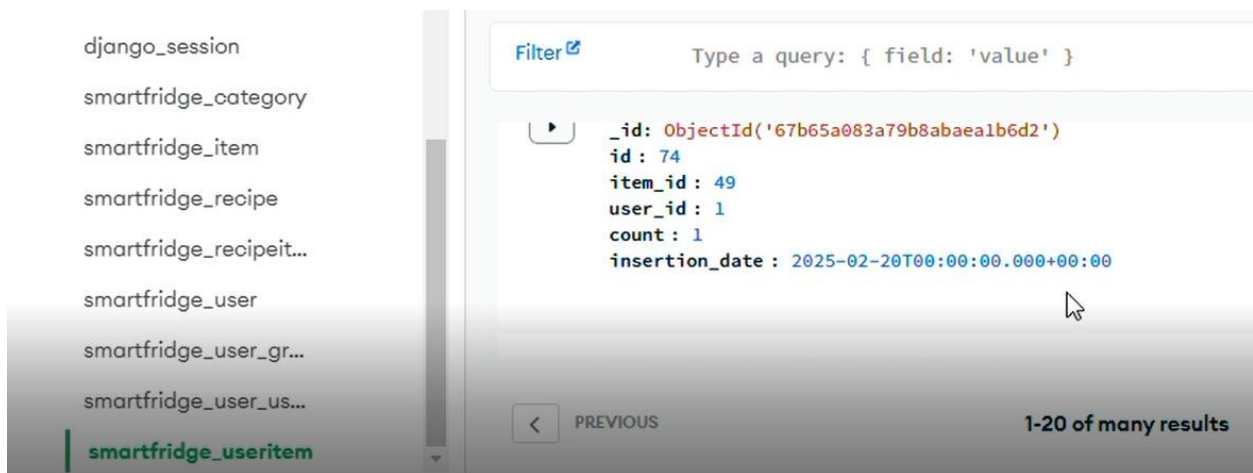 django_session
smartfridge_category
smartfridge_item
smartfridge_recipe
smartfridge_recipeit...
smartfridge_user
smartfridge_user_gr...
smartfridge_user_us...
smartfridge_useritem
Filter
Type a query: { field: 'value' }
_id: ObjectId('67b65a083a79b8abaea1b6d2')
id : 74
item_id : 49
user_id : 1
count : 1
insertion_date : 2025-02-20T00:00:00.000+00:00
PREVIOUS
1-20 of many results